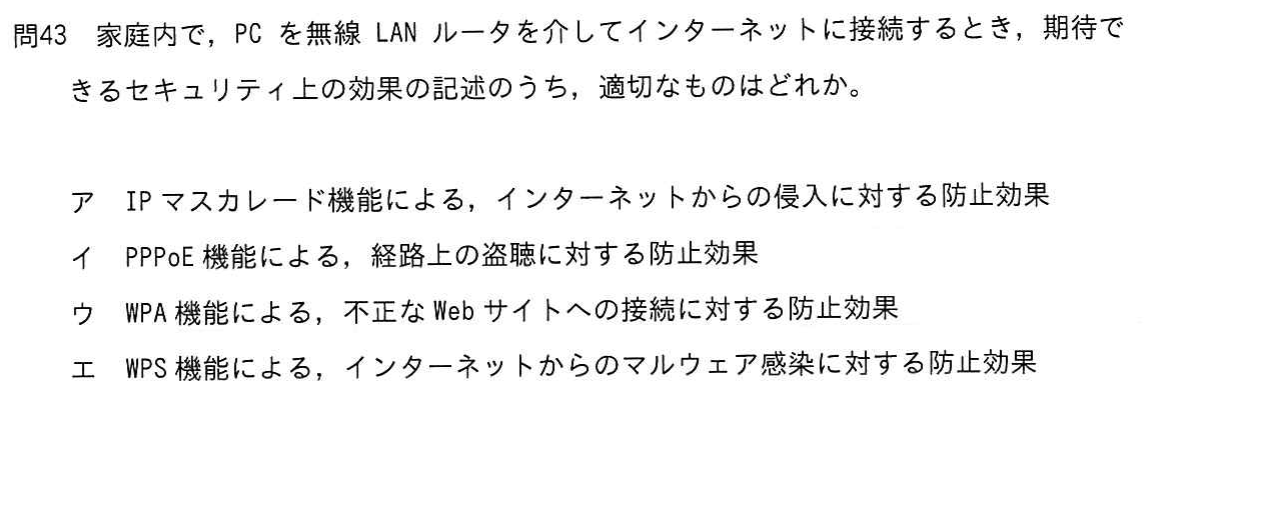 問43 家庭内で，PC を無線 LAN ルータを介してインターネットに接続するとき，期待で
きるセキュリティ上の効果の記述のうち，適切なものはどれか。
ア IP マスカレード機能による，インターネットからの侵入に対する防止効果
イ PPPoE 機能による，経路上の盗聴に対する防止効果
ウ WPA 機能による，不正な Web サイトへの接続に対する防止効果
エ WPS 機能による，インターネットからのマルウェア感染に対する防止効果